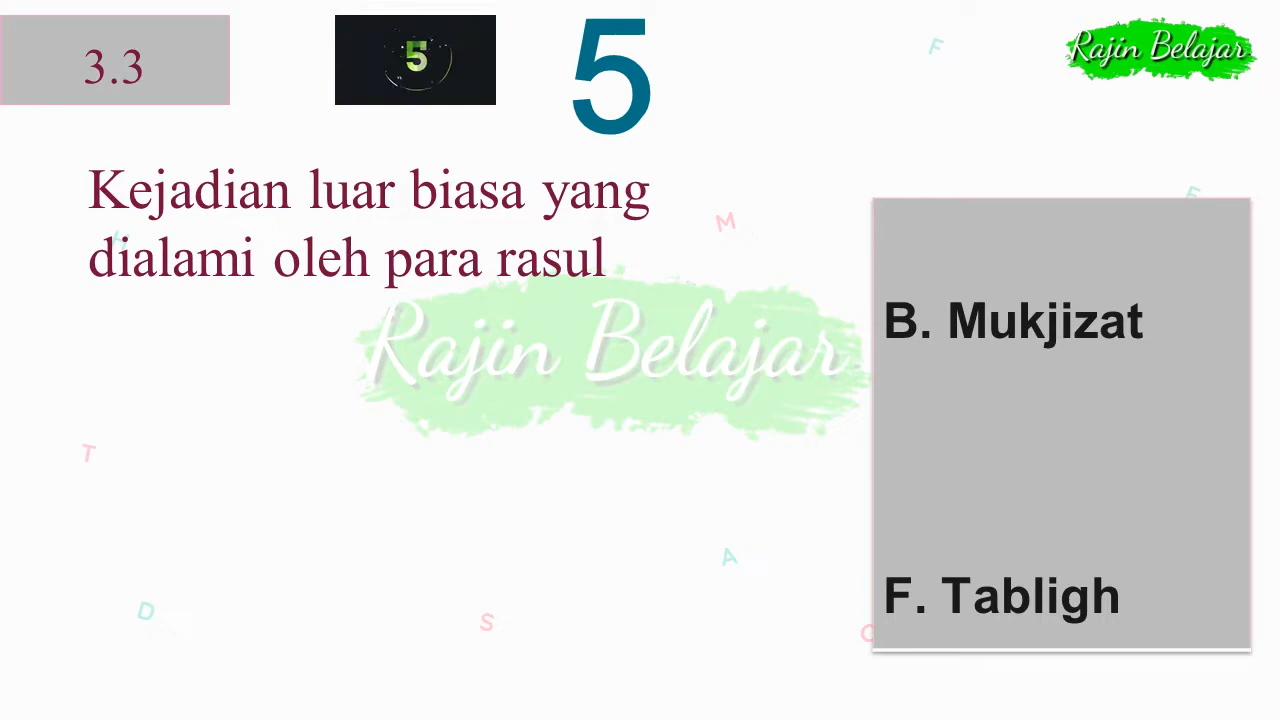 3.3
5
5
Rajin Belajar
Kejadian luar biasa yang
dialami oleh para rasul
Rajin Belajar
B. Mukjizat
F. Tabligh
F
E
M
H
T
A
D
S